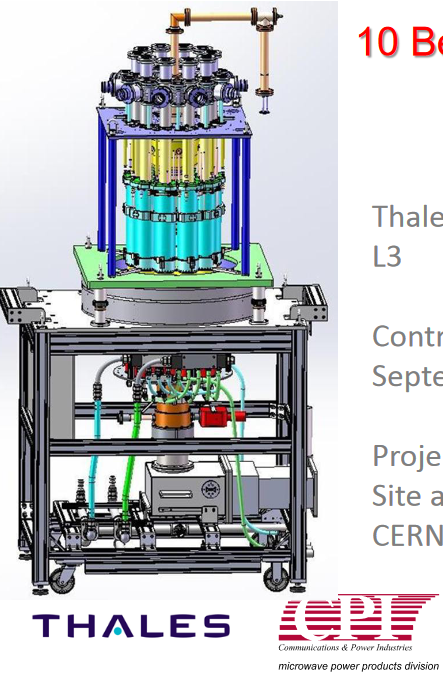 10 Be
Thale
L3
Contr
Septe
Proje
Site a
CERN
THALES
CPI
Communications & Power Industries
microwave power products division